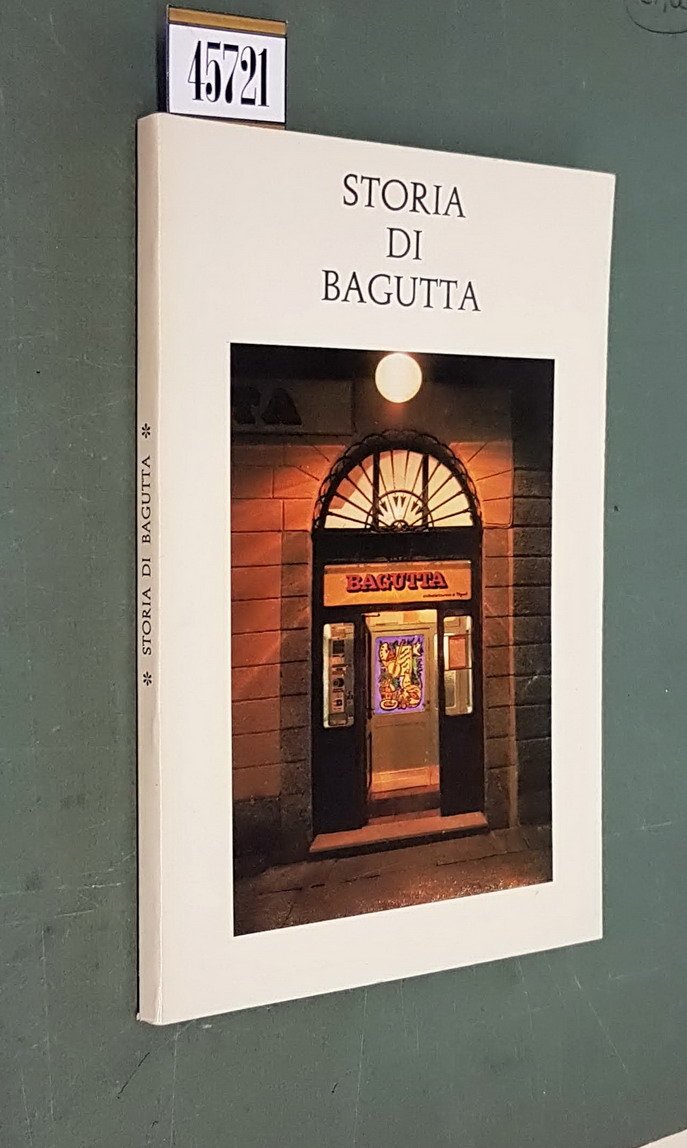 45721
STORIA
DI
BAGUTTA
BAGUTTA
* STORIA DI BAGUTTA *